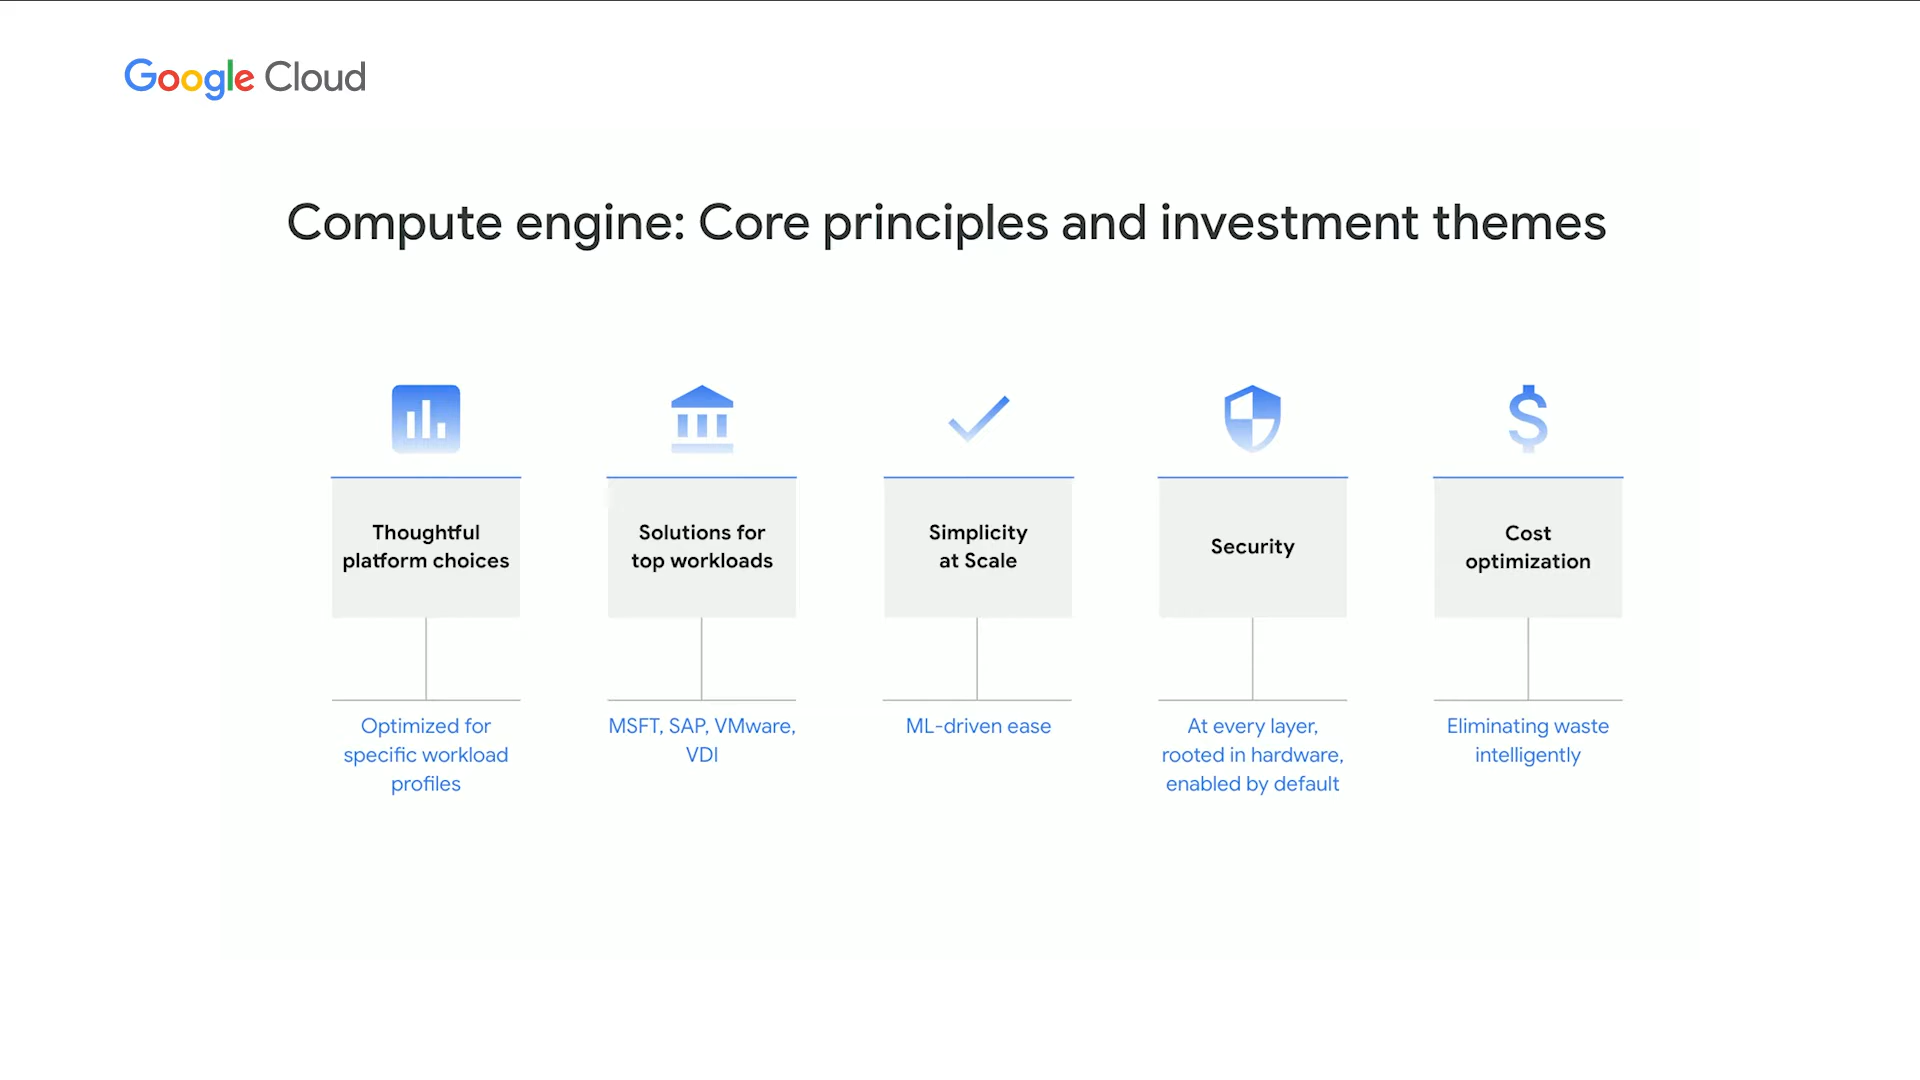 Google Cloud
Compute engine: Core principles and investment themes
Thoughtful
platform choices
Optimized for
specific workload
profiles
Solutions for
top workloads
MSFT, SAP, VMware,
VDI
Simplicity
at Scale
ML-driven ease
Security
At every layer,
rooted in hardware,
enabled by default
Cost
optimization
Eliminating waste
intelligently